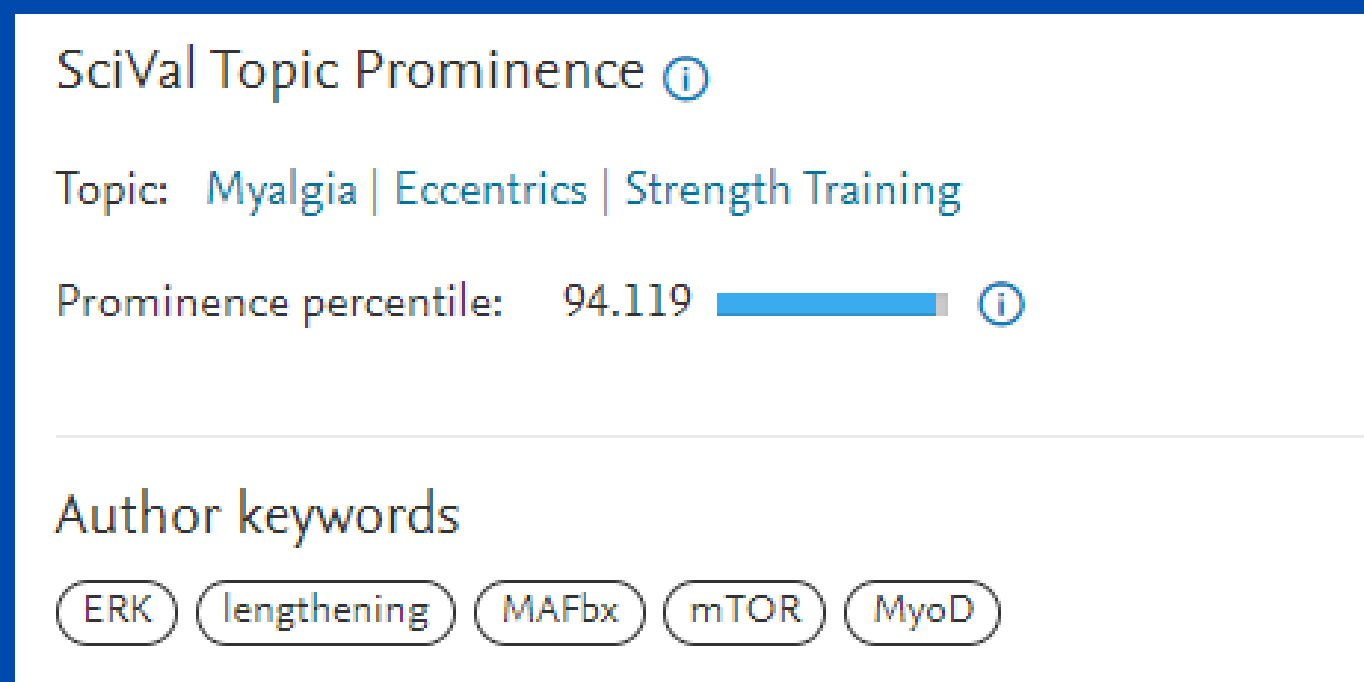 SciVal Topic Prominence
Topic: Myalgia | Eccentrics | Strength Training
Prominence percentile: 94.119
Author keywords
ERK lengthening MAFbx mTOR MyoD